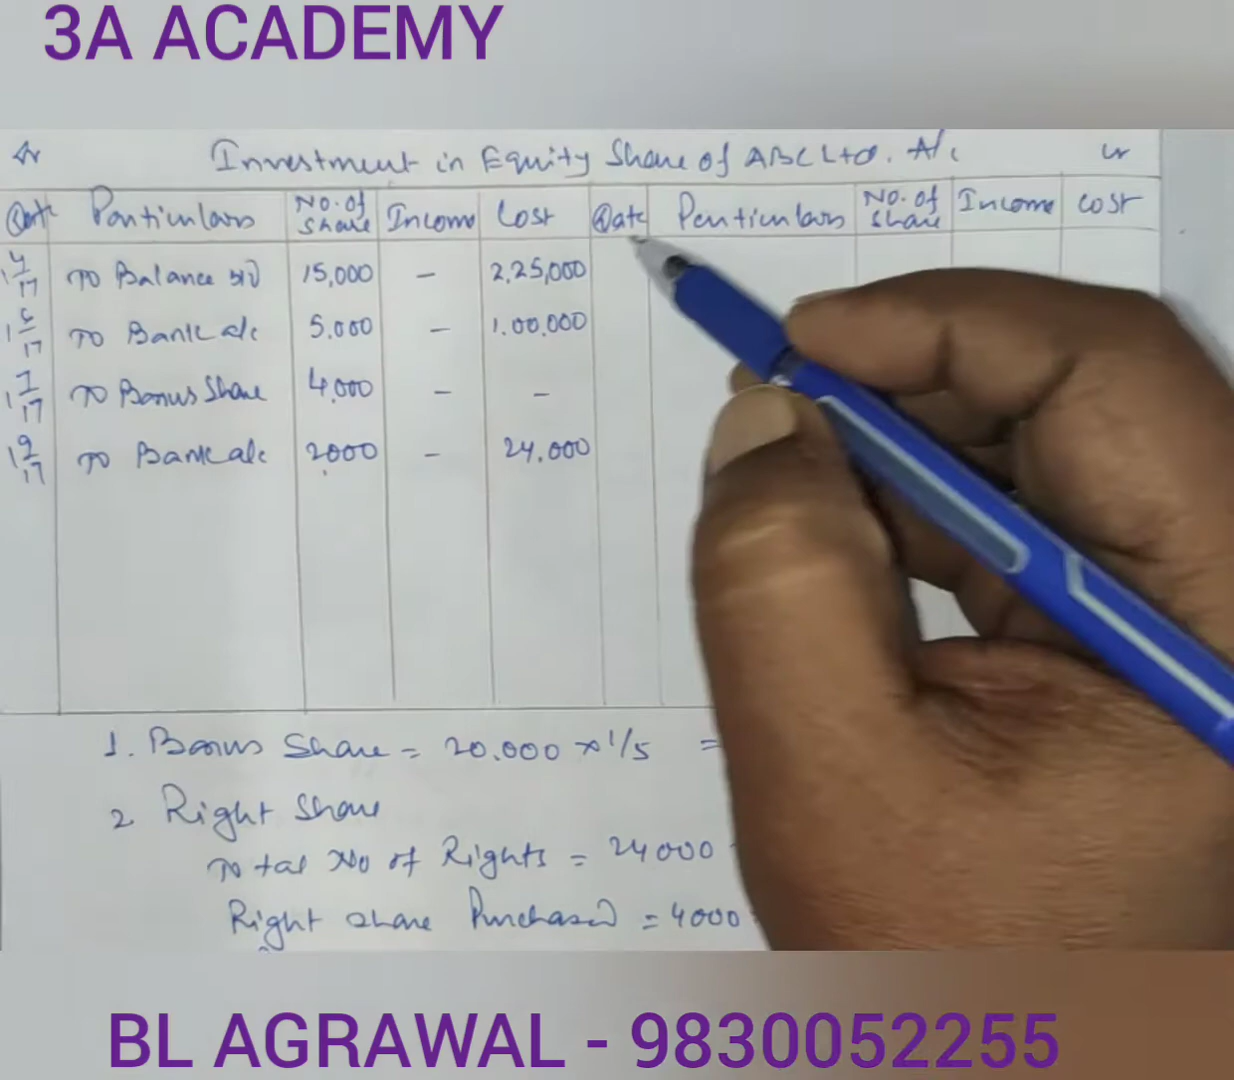 3A ACADEMY
Dr Investment in Equity Share of ABC Ltd. A/c Cr
Date Particulars No. of Share Income Cost Date Particulars No. of Share Income Cost
1 4/17 To Balance b/d 15,000 - 2,25,000
1 6/17 To Bank a/c 5,000 - 1,00,000
1 7/17 To Bonus Share 4,000 - -
1 9/17 To Bank a/c 2000 - 24,000
1. Bonus Share = 20,000 x 1/5 =
2 Right Share
Total No of Rights = 24000
Right share Purchased = 4000
BL AGRAWAL - 9830052255